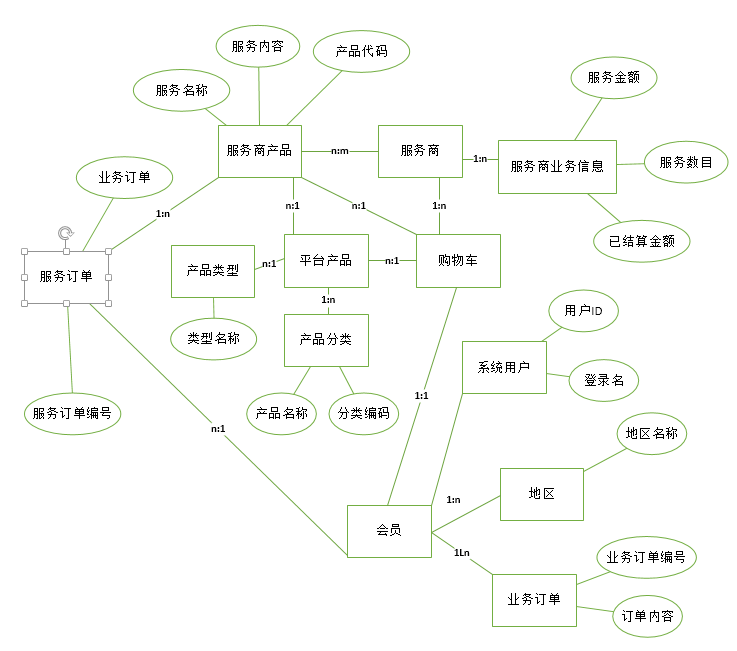 服务内容
产品代码
服务名称
服务金额
服务商产品
n:m
服务商
1:n
服务商业务信息
服务数目
业务订单
1:n
n:1
n:1
1:n
已结算金额
服务订单
产品类型
n:1
平台产品
n:1
购物车
1:n
类型名称
产品分类
用户ID
系统用户
登录名
服务订单编号
产品名称
分类编码
1:1
n:1
地区名称
1:n
地区
会员
1Ln
业务订单编号
业务订单
订单内容